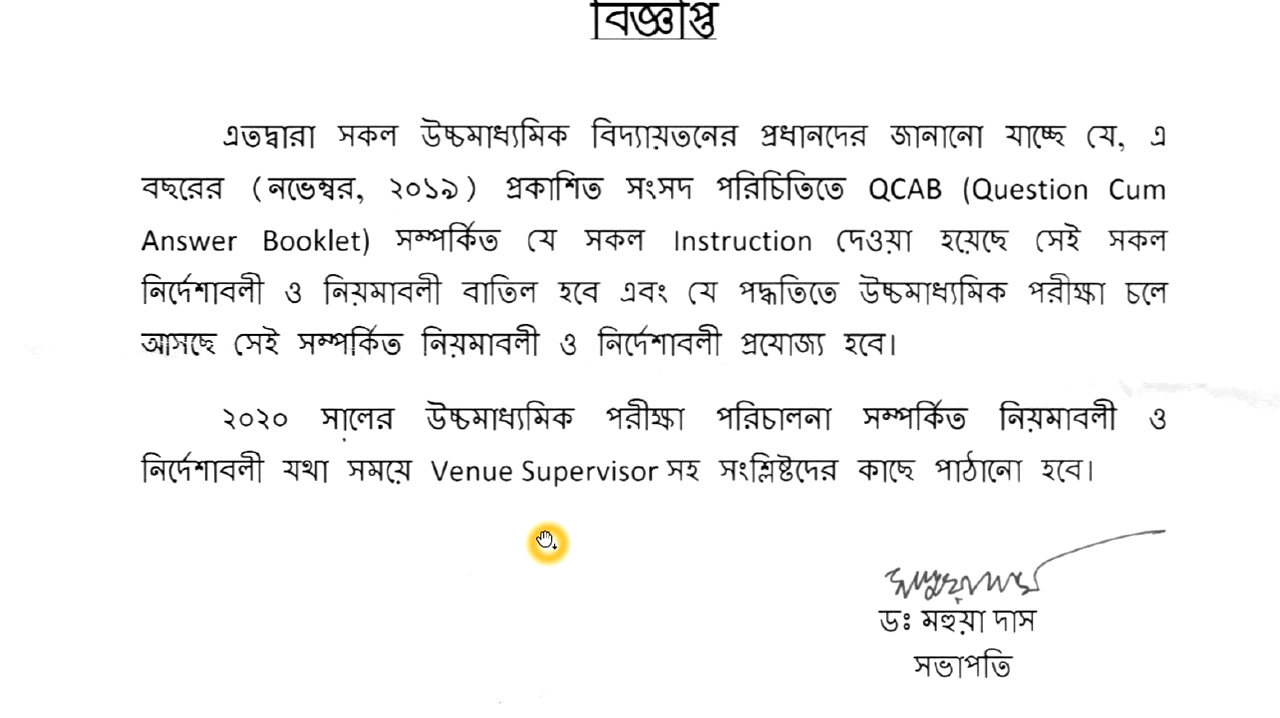 বিজ্ঞপ্তি
এতদ্বারা সকল উচ্চমাধ্যমিক বিদ্যায়তনের প্রধানদের জানানো যাচ্ছে যে, এ
বছরের (নভেম্বর, ২০১৯) প্রকাশিত সংসদ পরিচিতিতে QCAB (Question Cum
Answer Booklet) সম্পর্কিত যে সকল Instruction দেওয়া হয়েছে সেই সকল
নির্দেশাবলী ও নিয়মাবলী বাতিল হবে এবং যে পদ্ধতিতে উচ্চমাধ্যমিক পরীক্ষা চলে
আসছে সেই সম্পর্কিত নিয়মাবলী ও নির্দেশাবলী প্রযোজ্য হবে।
২০২০ সালের উচ্চমাধ্যমিক পরীক্ষা পরিচালনা সম্পর্কিত নিয়মাবলী ও
নির্দেশাবলী যথা সময়ে Venue Supervisor সহ সংশ্লিষ্টদের কাছে পাঠানো হবে।
ডঃ মহুয়া দাস
সভাপতি